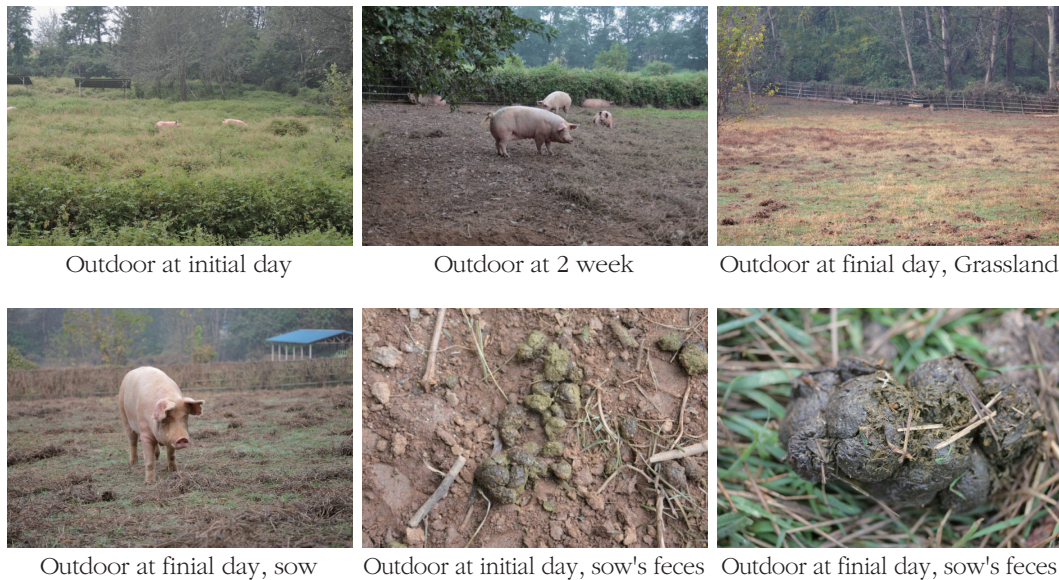 Outdoor at initial day
Outdoor at 2 week
Outdoor at finial day, Grassland
Outdoor at finial day, sow
Outdoor at initial day, sow's feces
Outdoor at finial day, sow's feces